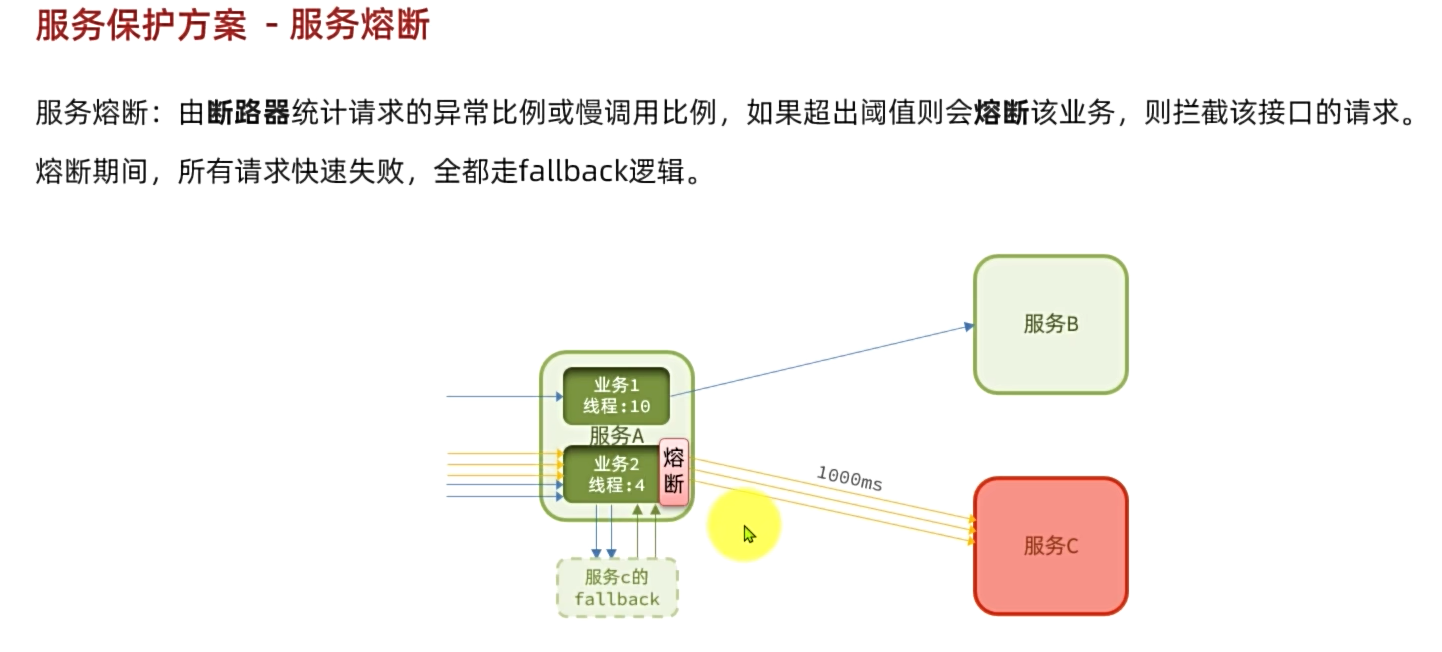 服务保护方案 - 服务熔断
服务熔断：由断路器统计请求的异常比例或慢调用比例，如果超出阈值则会熔断该业务，则拦截该接口的请求。
熔断期间，所有请求快速失败，全都走fallback逻辑。
服务B
业务1
线程:10
服务A
业务2
线程:4
熔
断
1000ms
服务C
服务c的
fallback